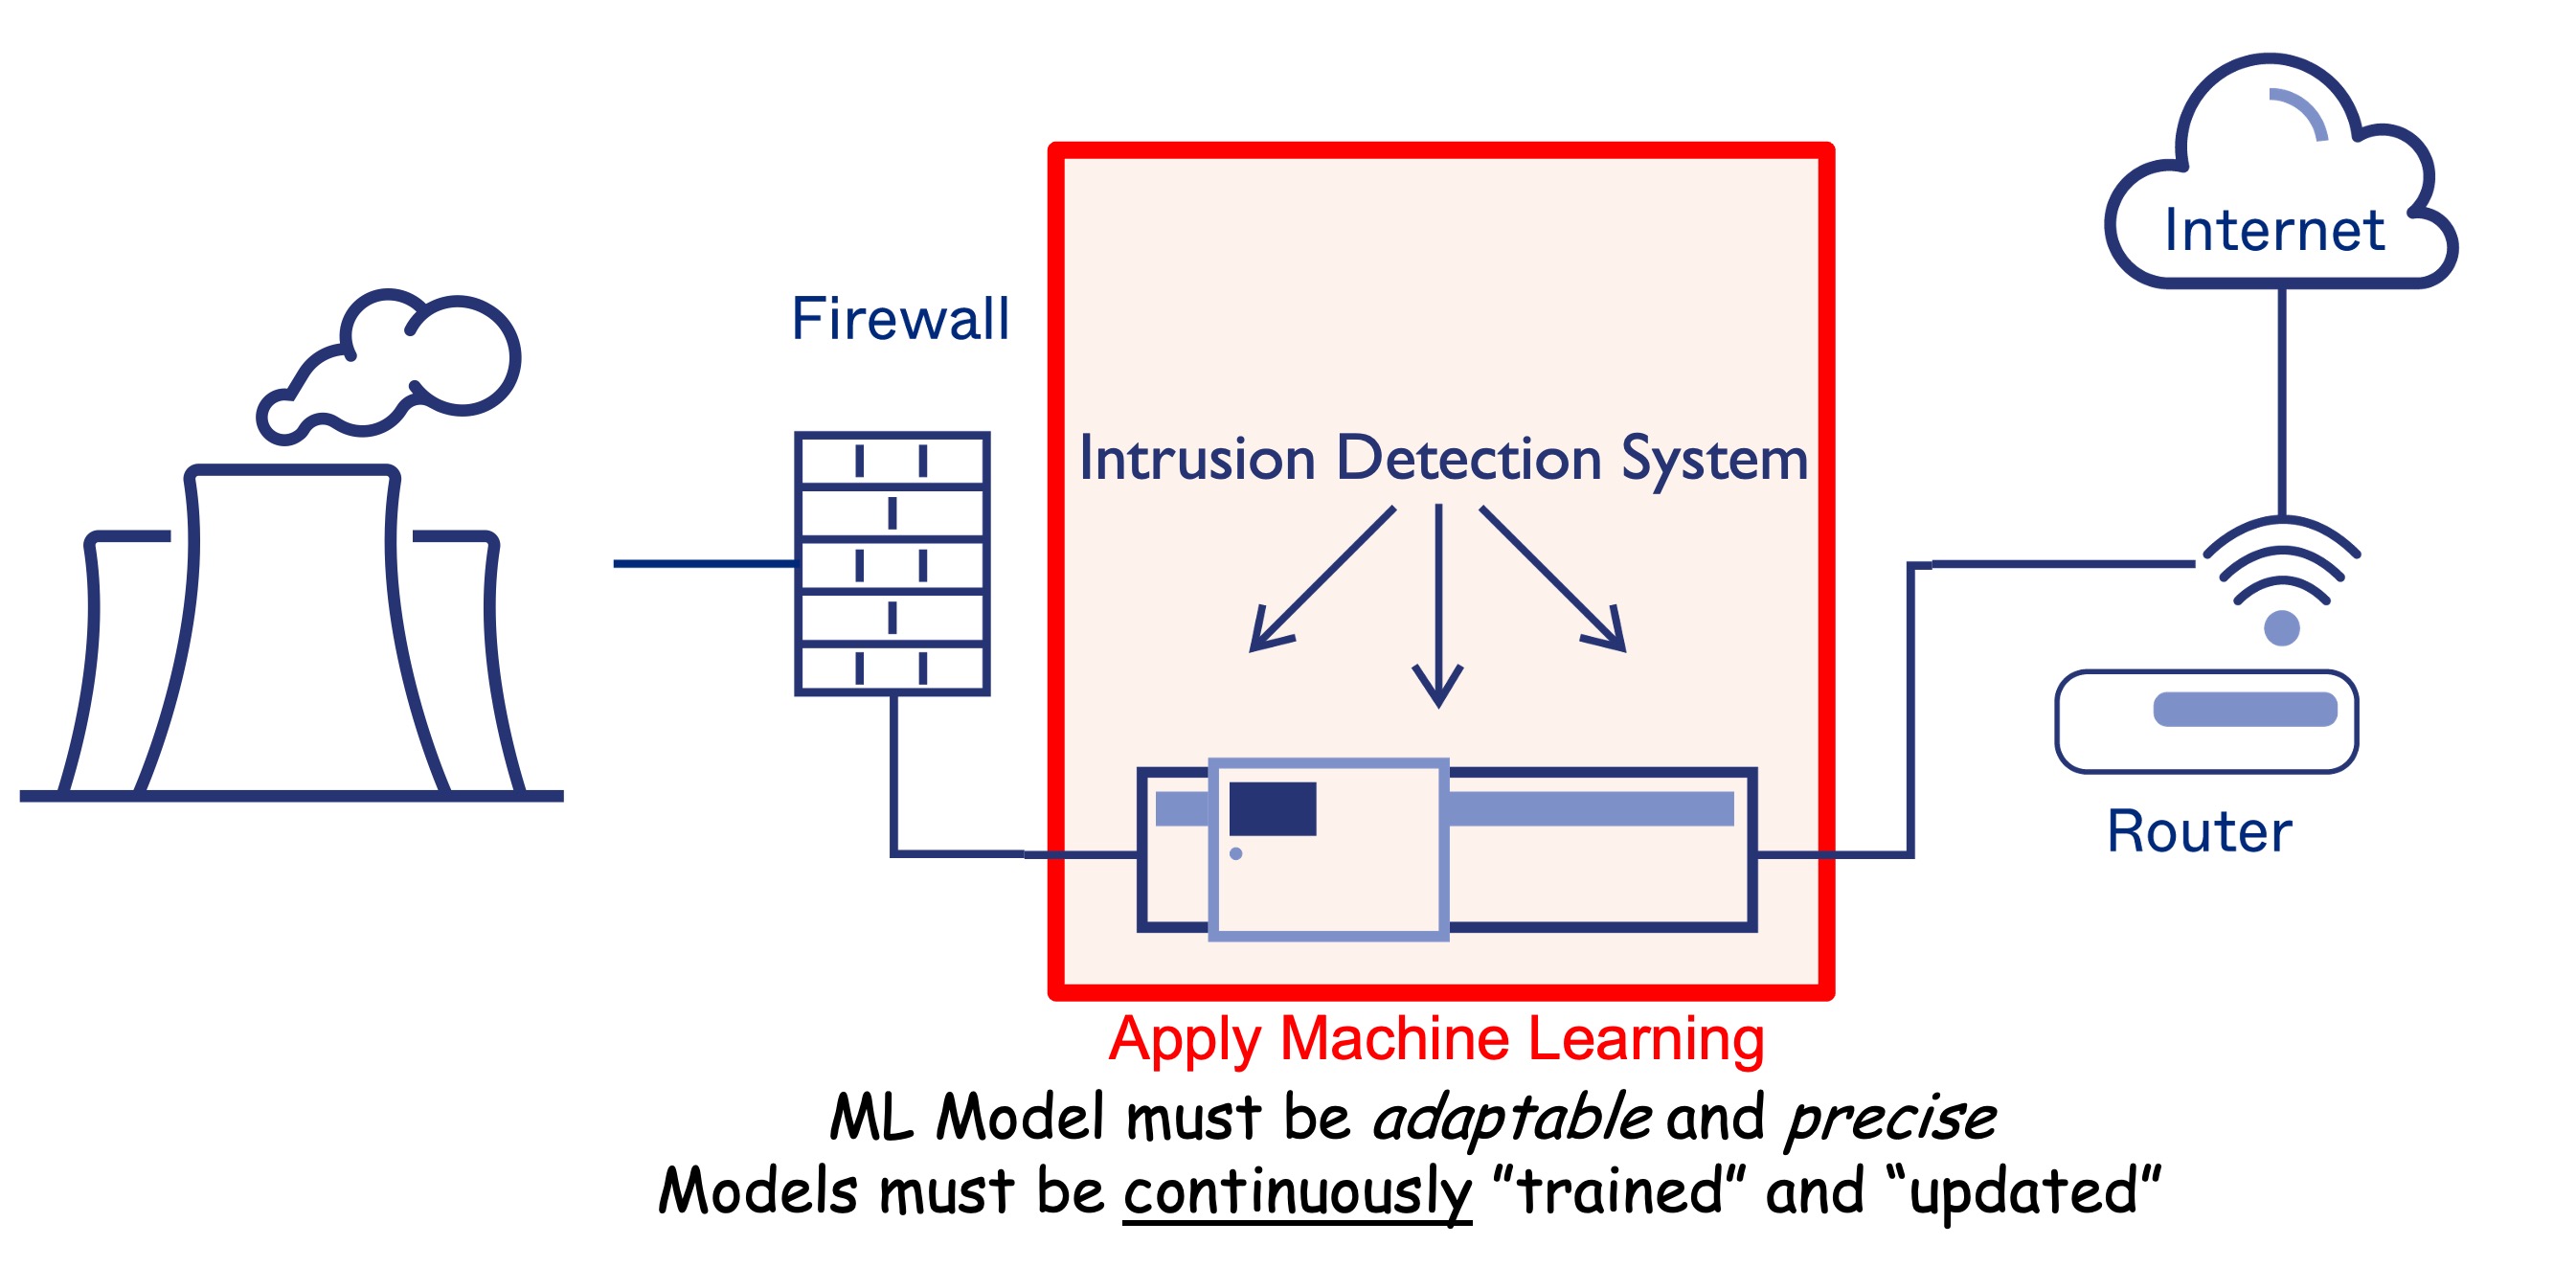 Internet
Firewall
Intrusion Detection System
Router
Apply Machine Learning
ML Model must be adaptable and precise
Models must be continuously ”trained” and “updated”